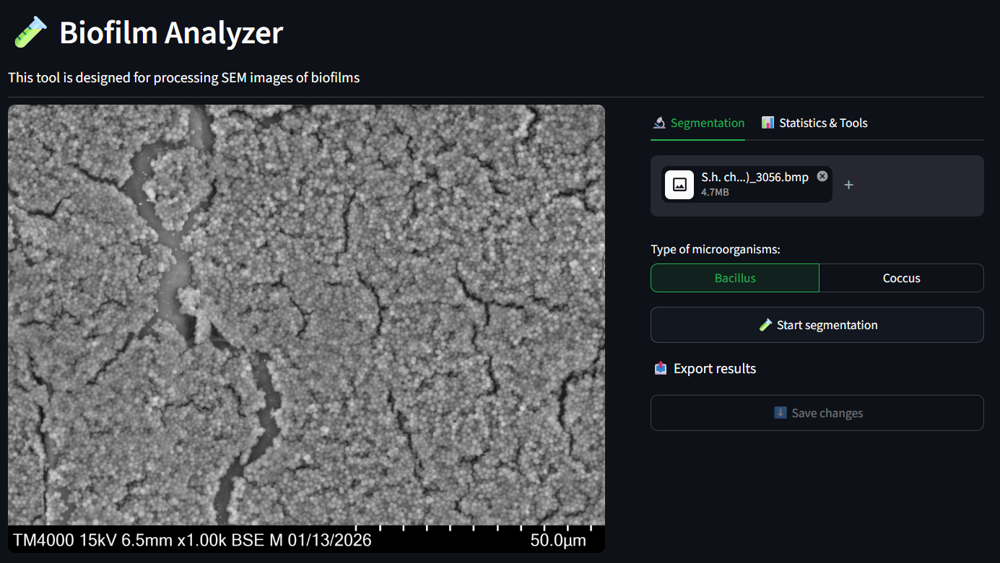 Biofilm Analyzer
This tool is designed for processing SEM images of biofilms
Segmentation
Statistics & Tools
S.h. ch...)_3056.bmp
4.7MB
Type of microorganisms:
Bacillus
Coccus
Start segmentation
Export results
Save changes
TM4000 15kV 6.5mm x1.00k BSE M 01/13/2026
50.0µm